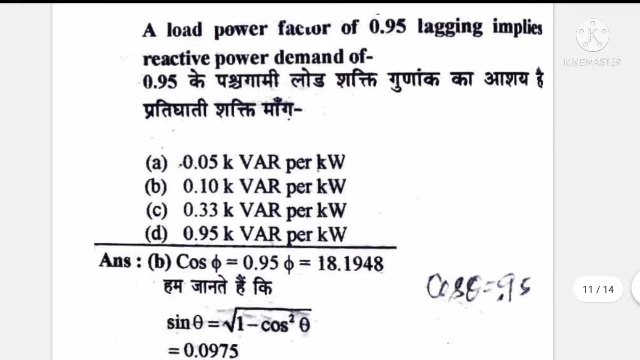 A load power factor of 0.95 lagging implies
reactive power demand of-
0.95 के पश्चगामी लोड शक्ति गुणांक का आशय है
प्रतिघाती शक्ति माँग-
(a) 0.05 k VAR per kW
(b) 0.10 k VAR per kW
(c) 0.33 k VAR per kW
(d) 0.95 k VAR per kW
Ans : (b) Cos ϕ = 0.95 ϕ = 18.1948
हम जानते हैं कि
sin θ = √1−cos² θ
= 0.0975
Cosθ=.95
11 / 14
KINEMASTER